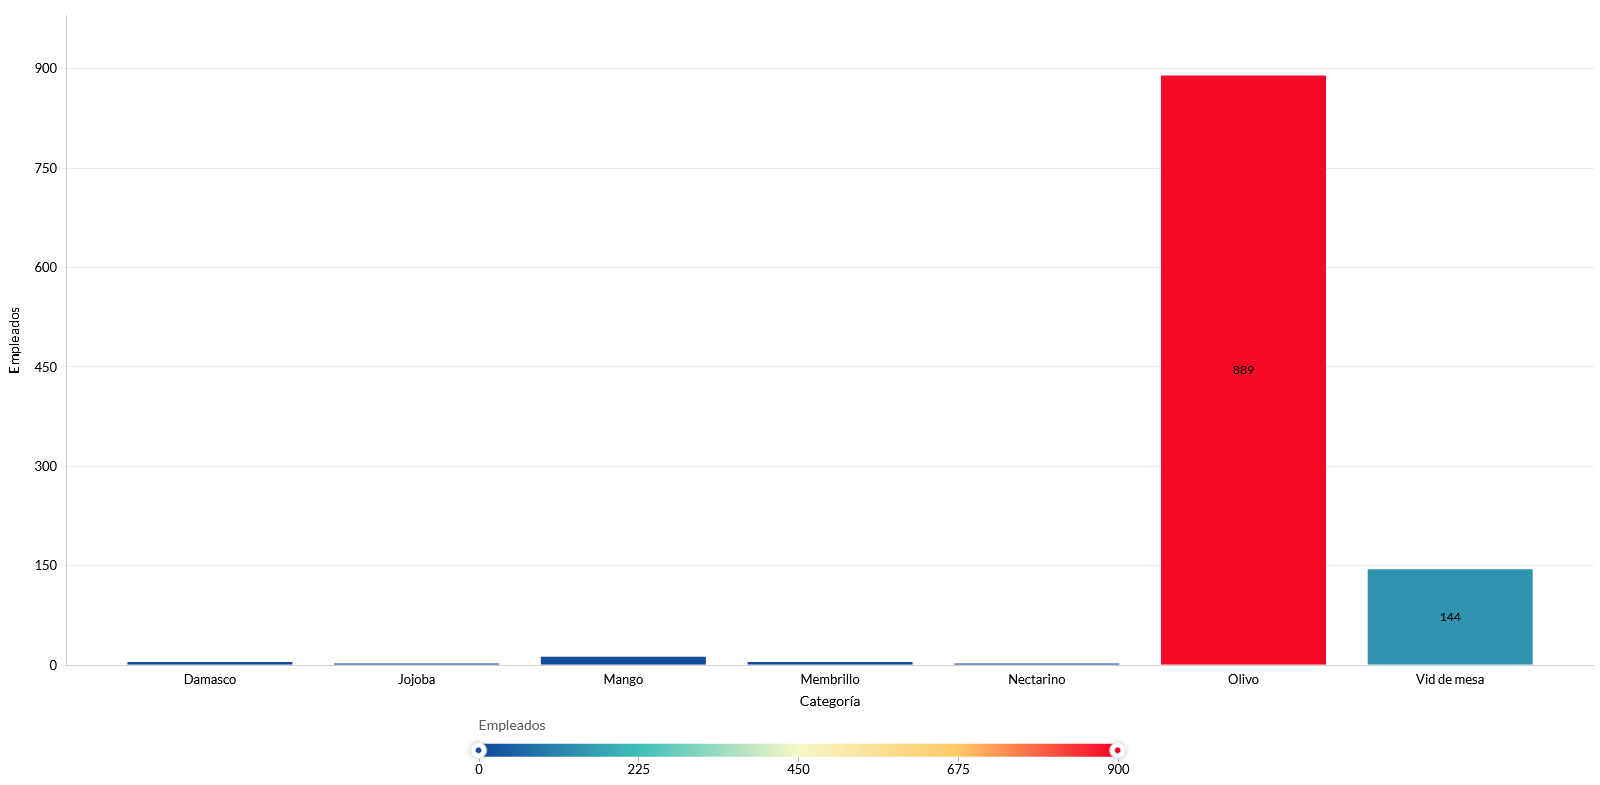 Empleados
900
750
600
450
300
150
0
889
144
Damasco
Jojoba
Mango
Membrillo
Nectarino
Olivo
Vid de mesa
Categoría
Empleados
0
225
450
675
900